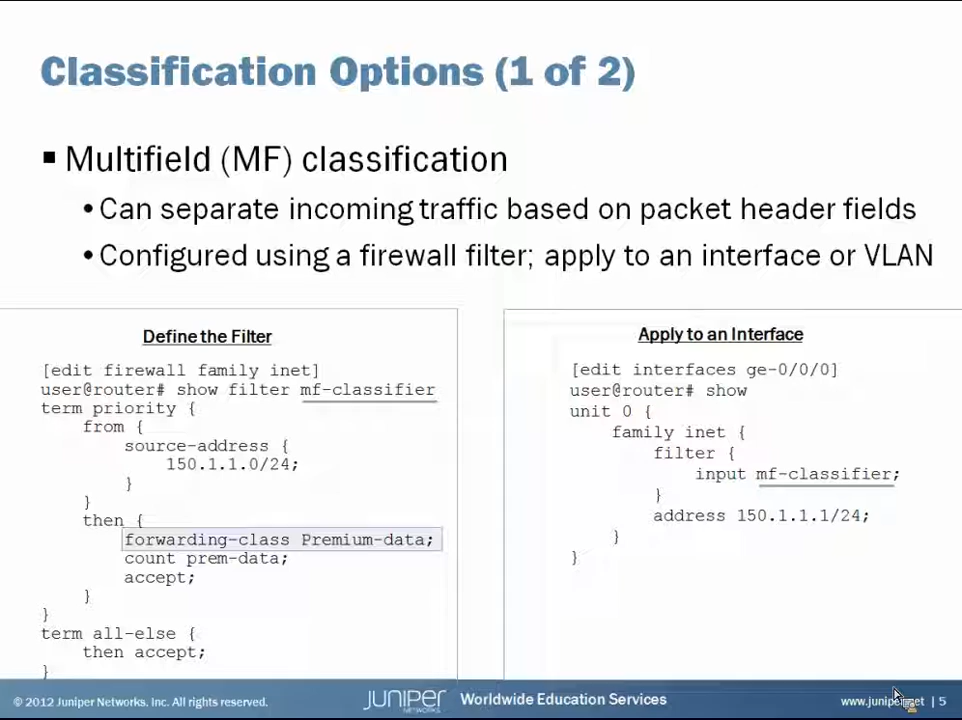 Classification Options (1 of 2)
▪ Multifield (MF) classification
• Can separate incoming traffic based on packet header fields
• Configured using a firewall filter; apply to an interface or VLAN
Define the Filter
[edit firewall family inet]
user@router# show filter mf-classifier
term priority {
    from {
        source-address {
            150.1.1.0/24;
        }
    }
    then {
        forwarding-class Premium-data;
        count prem-data;
        accept;
    }
}
term all-else {
    then accept;
}
Apply to an Interface
[edit interfaces ge-0/0/0]
user@router# show
unit 0 {
    family inet {
        filter {
            input mf-classifier;
        }
        address 150.1.1.1/24;
    }
}
© 2012 Juniper Networks, Inc. All rights reserved.
JUNIPER NETWORKS
Worldwide Education Services
www.juniper.net | 5